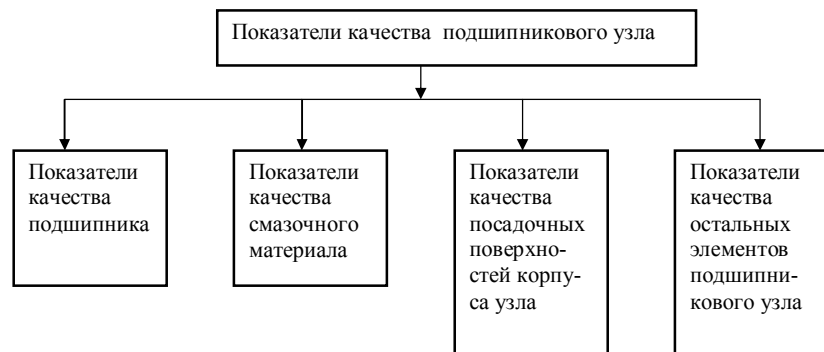 Показатели качества подшипникового узла
Показатели
качества
подшипника
Показатели
качества
смазочного
материала
Показатели
качества
посадочных
поверхно-
стей корпу-
са узла
Показатели
качества
остальных
элементов
подшипни-
кового узла